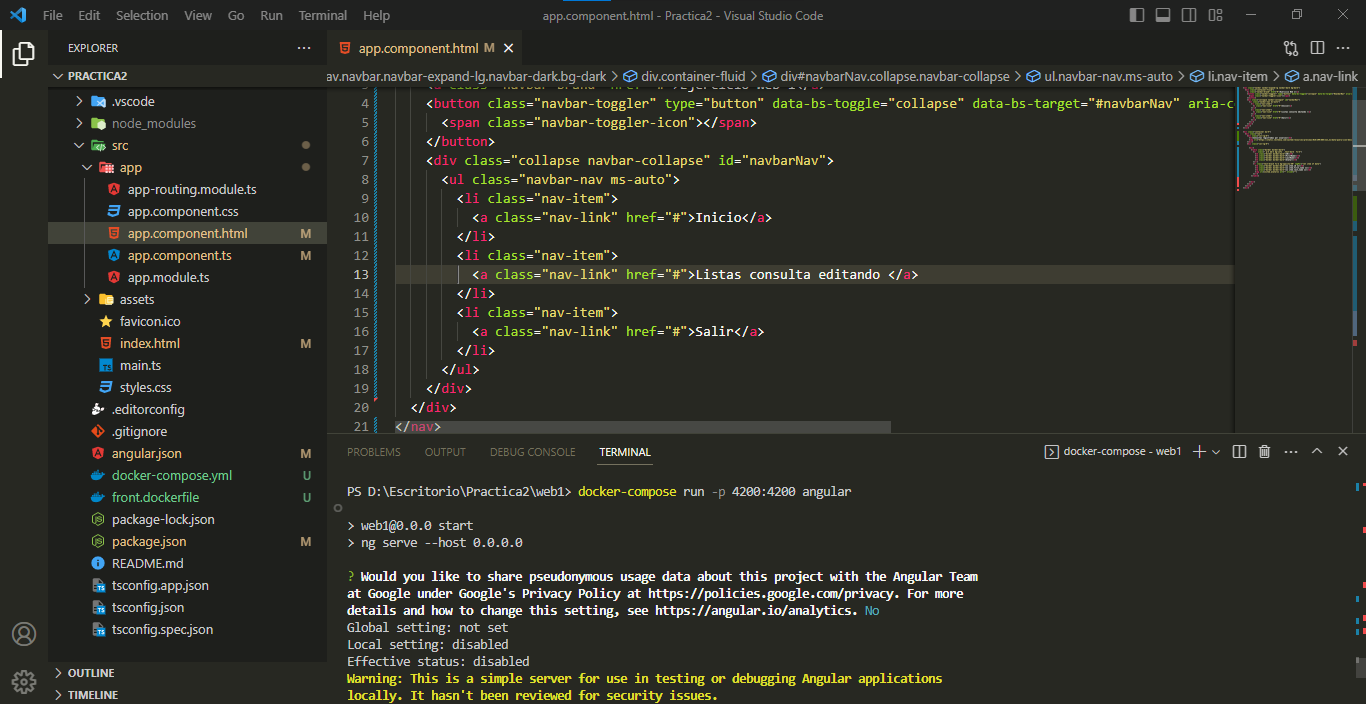 File Edit Selection View Go Run Terminal Help
app.component.html - Practica2 - Visual Studio Code
EXPLORER
PRACTICA2
.vscode
node_modules
src
app
app-routing.module.ts
app.component.css
app.component.html M
app.component.ts M
app.module.ts
assets
favicon.ico
index.html M
main.ts
styles.css
.editorconfig
.gitignore
angular.json M
docker-compose.yml U
front.dockerfile U
package-lock.json
package.json M
README.md
tsconfig.app.json
tsconfig.json
tsconfig.spec.json
OUTLINE
TIMELINE
app.component.html M
av.navbar.navbar-expand-lg.navbar-dark.bg-dark > div.container-fluid > div#navbarNav.collapse.navbar-collapse > ul.navbar-nav.ms-auto > li.nav-item > a.nav-link
4 <button class="navbar-toggler" type="button" data-bs-toggle="collapse" data-bs-target="#navbarNav" aria-c
5 <span class="navbar-toggler-icon"></span>
6 </button>
7 <div class="collapse navbar-collapse" id="navbarNav">
8 <ul class="navbar-nav ms-auto">
9 <li class="nav-item">
10 <a class="nav-link" href="#">Inicio</a>
11 </li>
12 <li class="nav-item">
13 <a class="nav-link" href="#">Listas consulta editando </a>
14 </li>
15 <li class="nav-item">
16 <a class="nav-link" href="#">Salir</a>
17 </li>
18 </ul>
19 </div>
20 </div>
21 </nav>
PROBLEMS OUTPUT DEBUG CONSOLE TERMINAL
docker-compose - web1
PS D:\Escritorio\Practica2\web1> docker-compose run -p 4200:4200 angular
> web1@0.0.0 start
> ng serve --host 0.0.0.0
? Would you like to share pseudonymous usage data about this project with the Angular Team
at Google under Google's Privacy Policy at https://policies.google.com/privacy. For more
details and how to change this setting, see https://angular.io/analytics. No
Global setting: not set
Local setting: disabled
Effective status: disabled
Warning: This is a simple server for use in testing or debugging Angular applications
locally. It hasn't been reviewed for security issues.